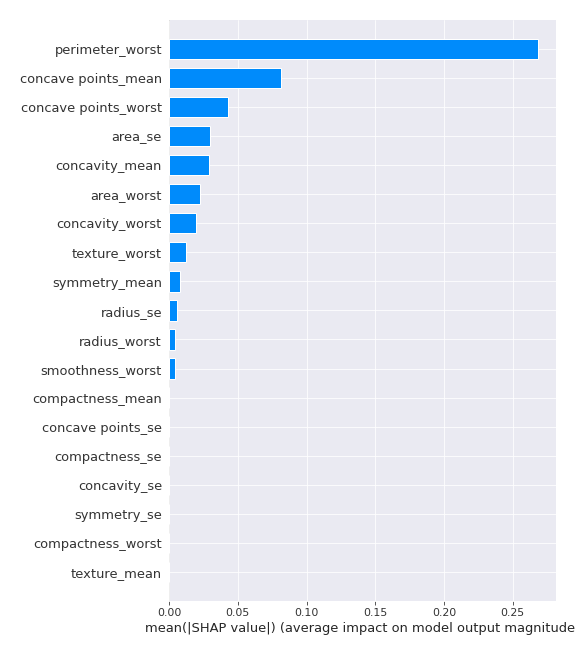 perimeter_worst
concave points_mean
concave points_worst
area_se
concavity_mean
area_worst
concavity_worst
texture_worst
symmetry_mean
radius_se
radius_worst
smoothness_worst
compactness_mean
concave points_se
compactness_se
concavity_se
symmetry_se
compactness_worst
texture_mean
0.00 0.05 0.10 0.15 0.20 0.25
mean(|SHAP value|) (average impact on model output magnitude